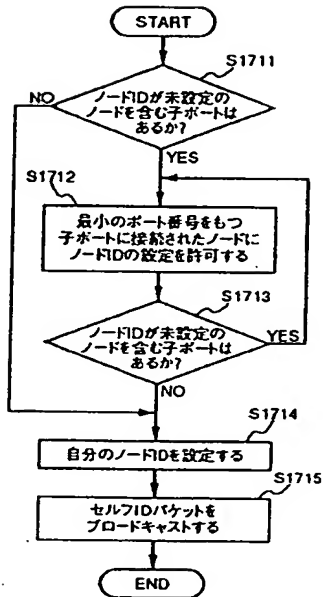 START
S1711
ノードIDが未設定の
ノードを含む子ポートは
あるか?
NO
YES
S1712
最小のポート番号をもつ
子ポートに接続されたノードに
ノードIDの設定を許可する
S1713
ノードIDが未設定の
ノードを含む子ポートは
あるか?
YES
NO
S1714
自分のノードIDを設定する
S1715
セルフIDパケットを
ブロードキャストする
END